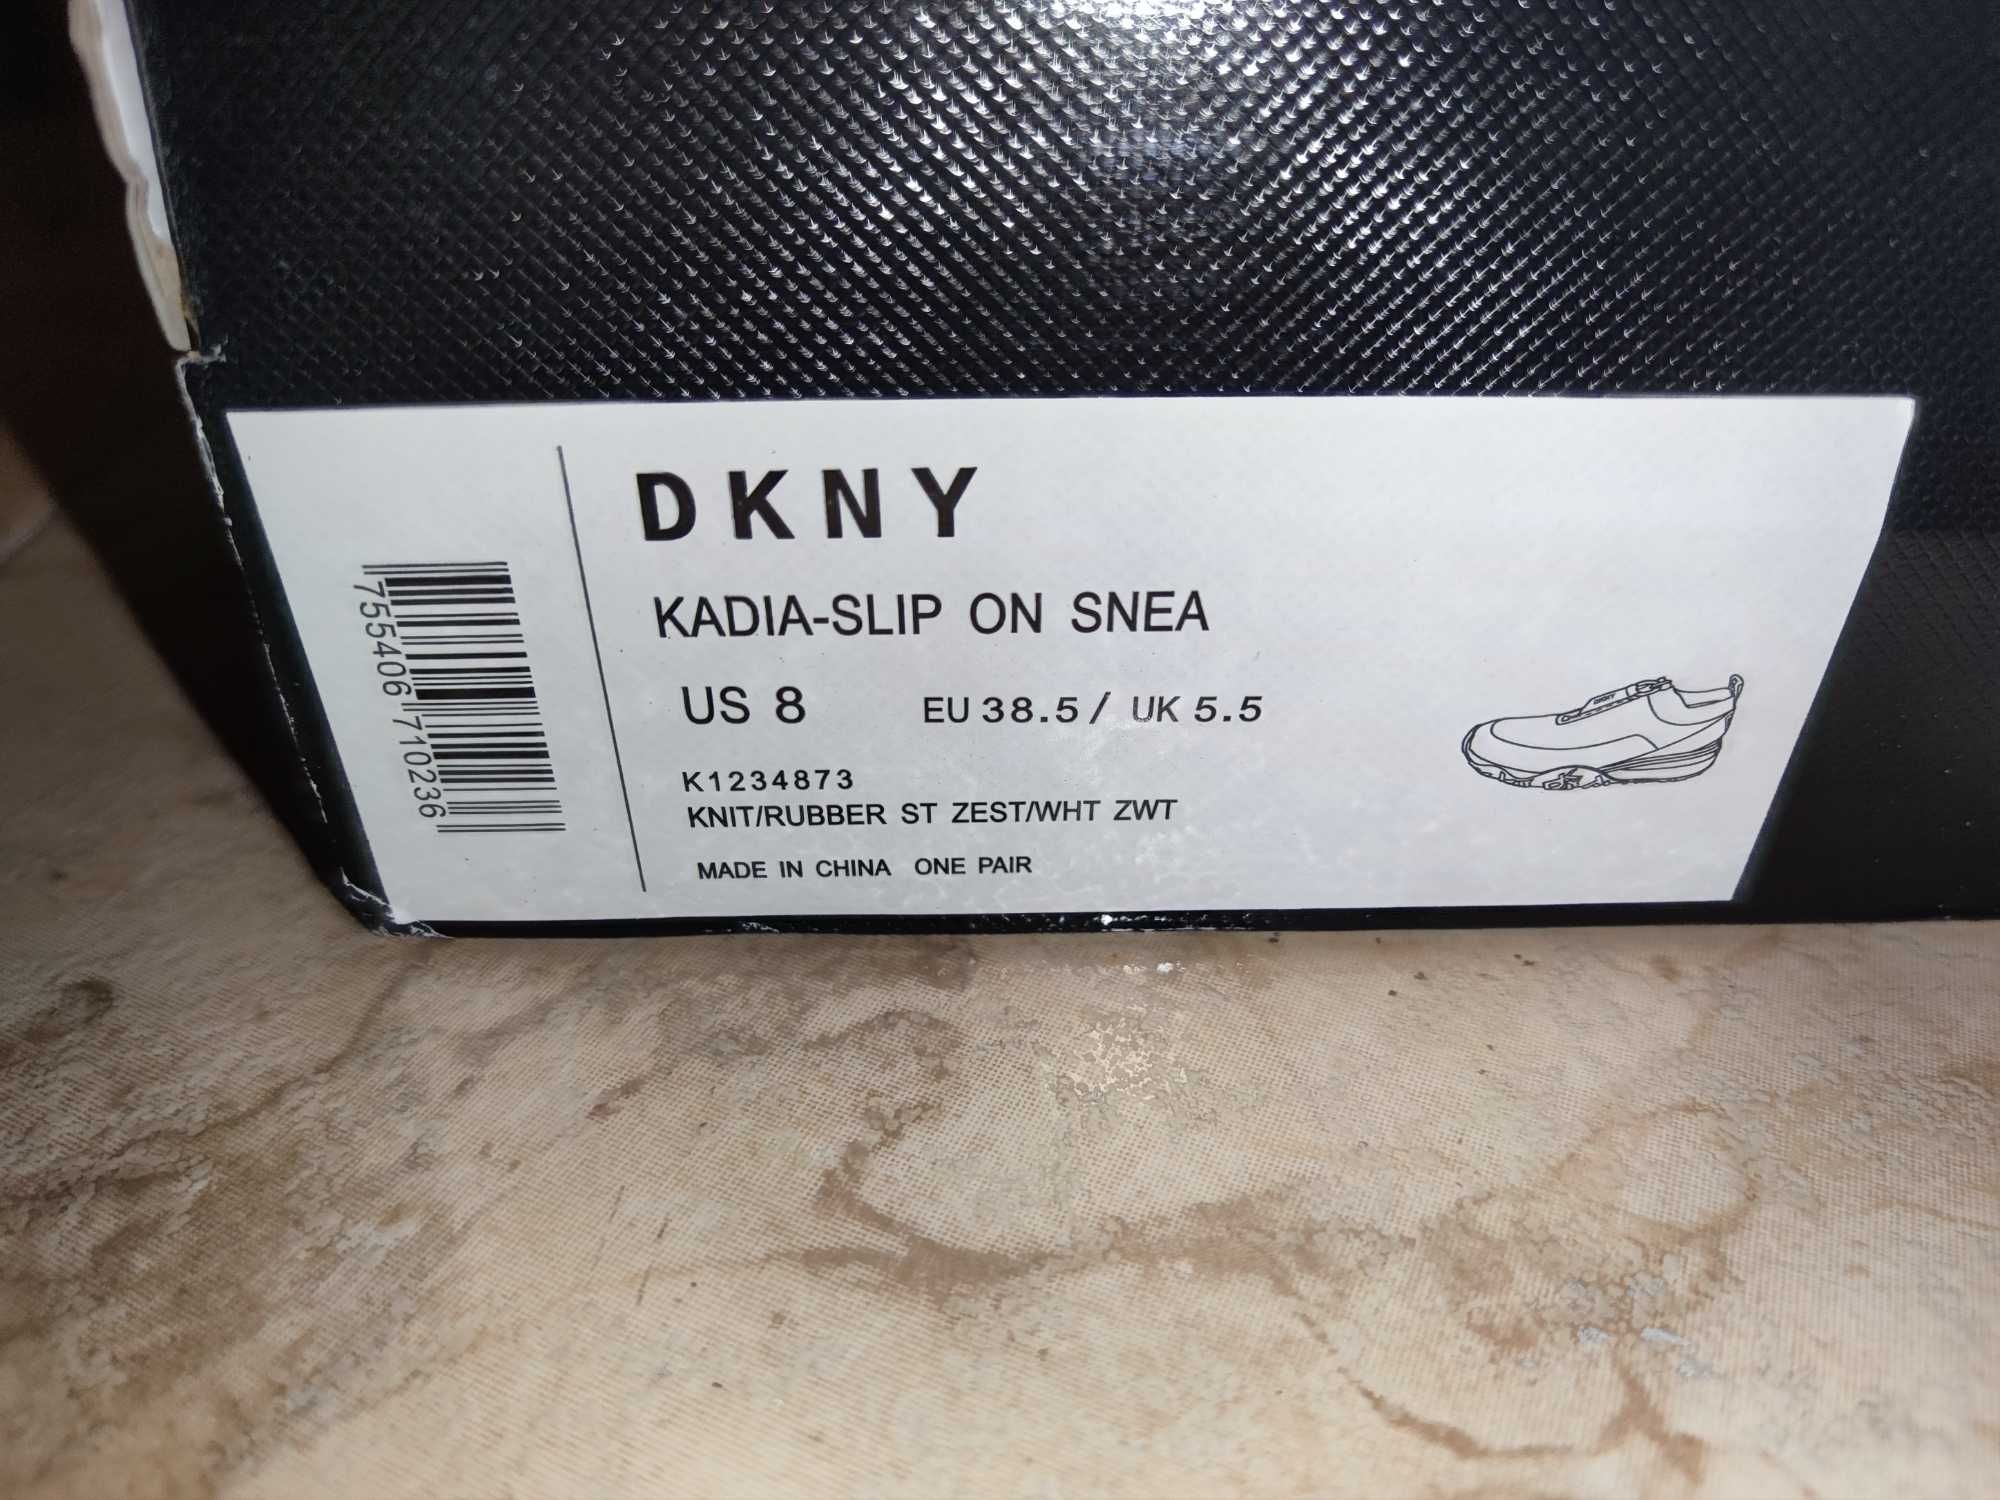 755406 710236
DKNY
KADIA-SLIP ON SNEA
US 8 EU 38.5 / UK 5.5
K1234873
KNIT/RUBBER ST ZEST/WHT ZWT
MADE IN CHINA ONE PAIR
DKNY